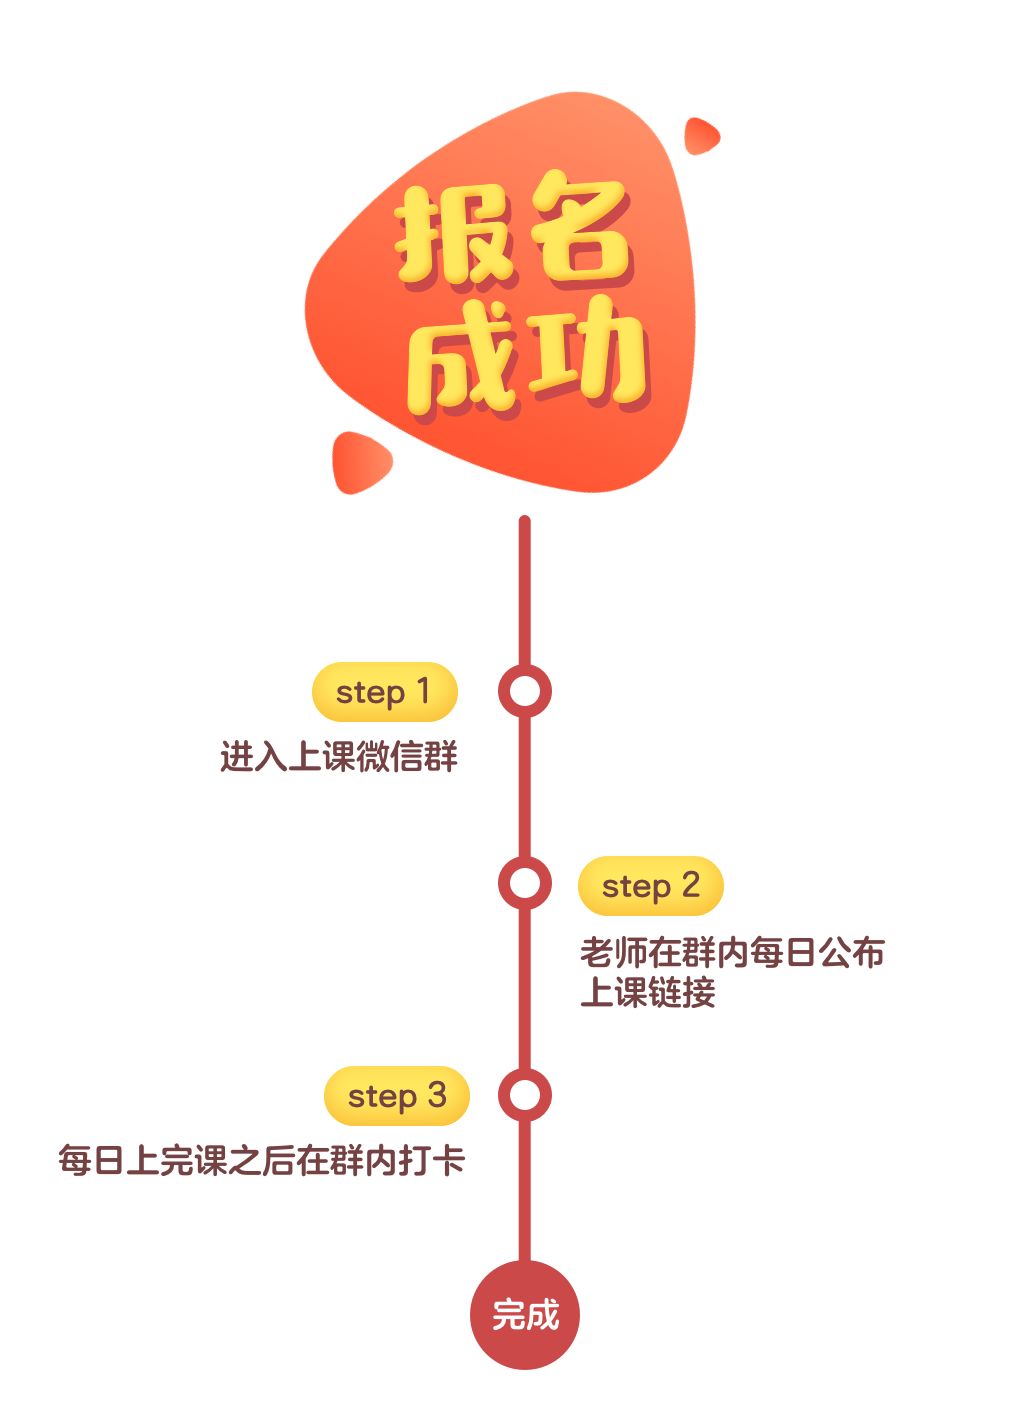 报名
成功
step 1
进入上课微信群
step 2
老师在群内每日公布
上课链接
step 3
每日上完课之后在群内打卡
完成